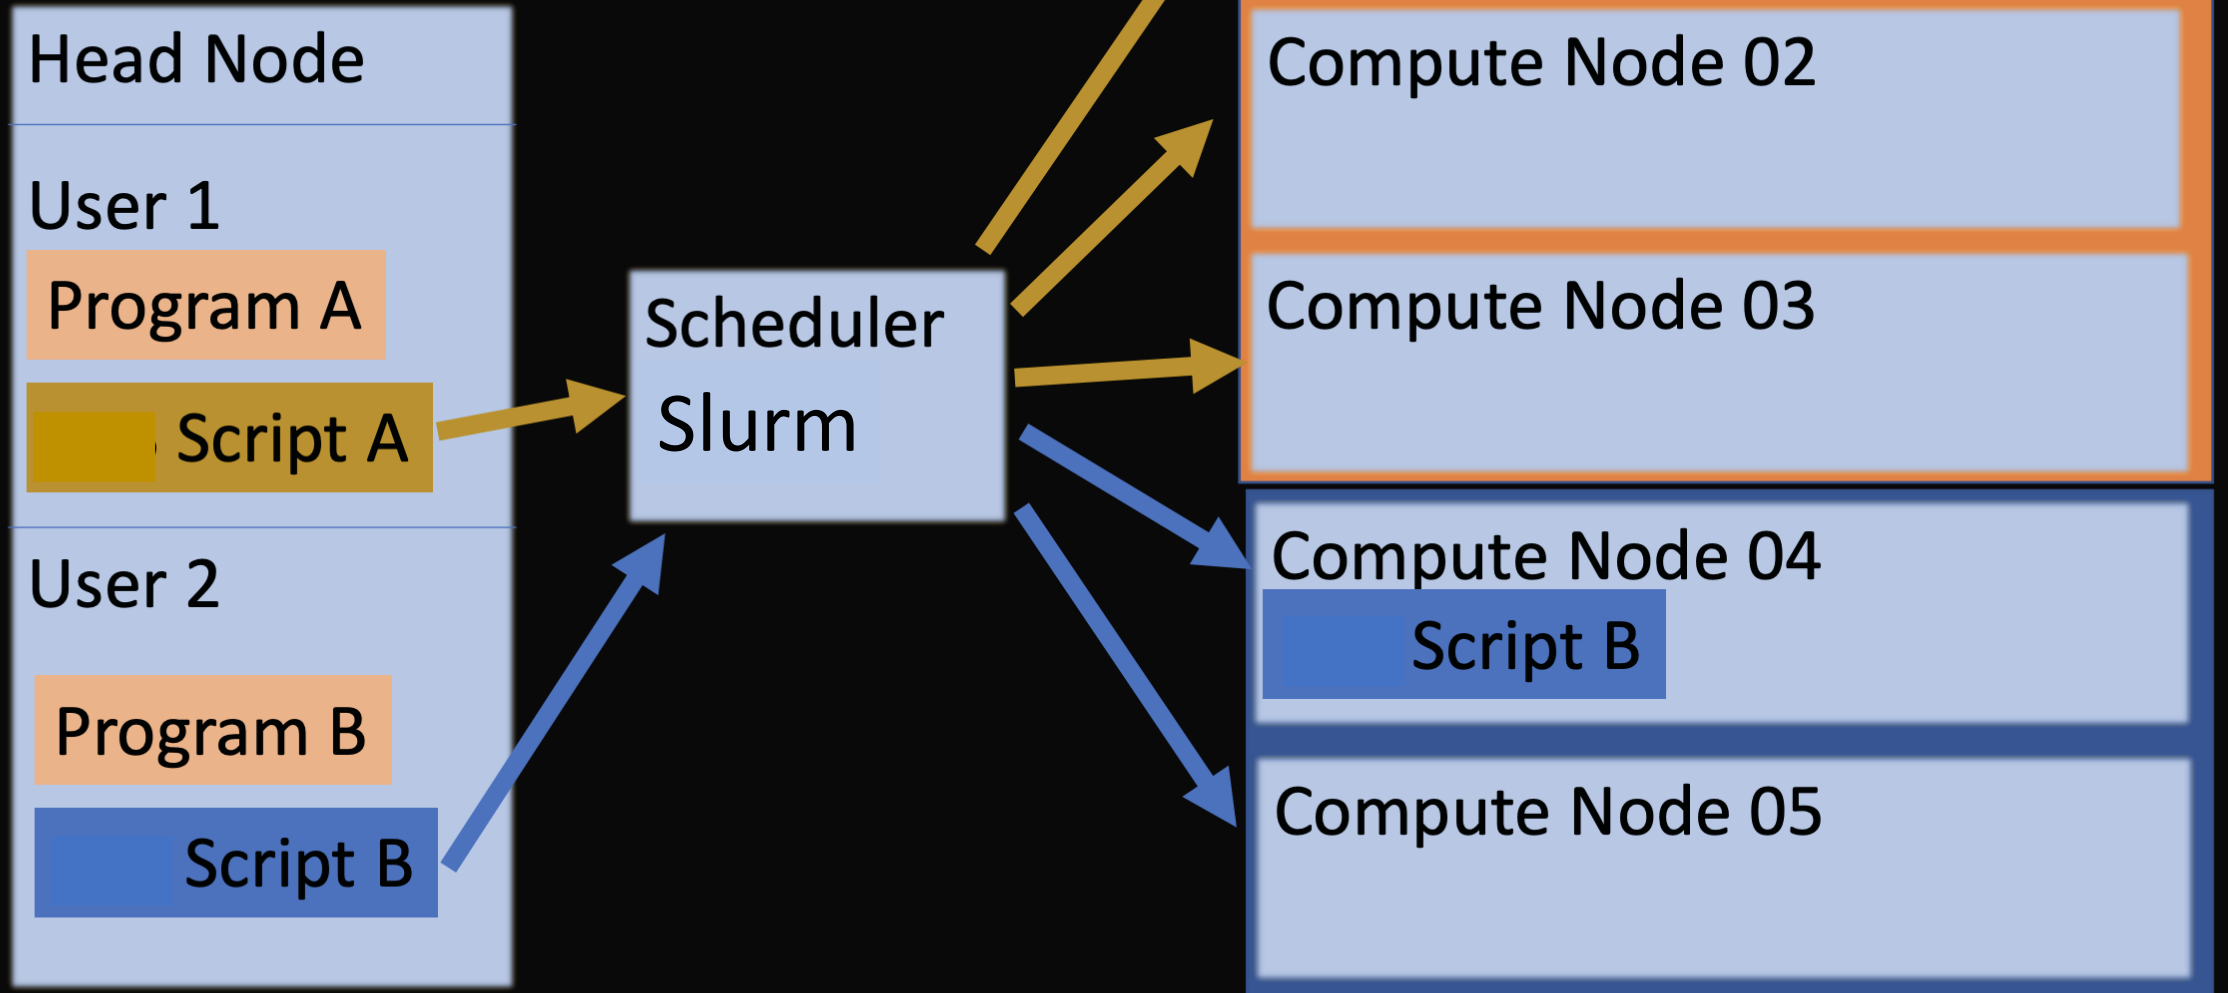 Head Node
User 1
Program A
Script A
User 2
Program B
Script B
Scheduler
Slurm
Compute Node 02
Compute Node 03
Compute Node 04
Script B
Compute Node 05